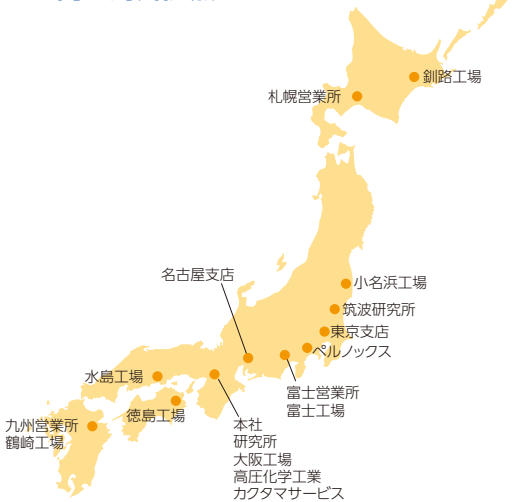 釧路工場
札幌営業所
名古屋支店
小名浜工場
筑波研究所
東京支店
ペルノックス
水島工場
富士営業所
富士工場
徳島工場
九州営業所
鶴崎工場
本社
研究所
大阪工場
高圧化学工業
カクタマサービス